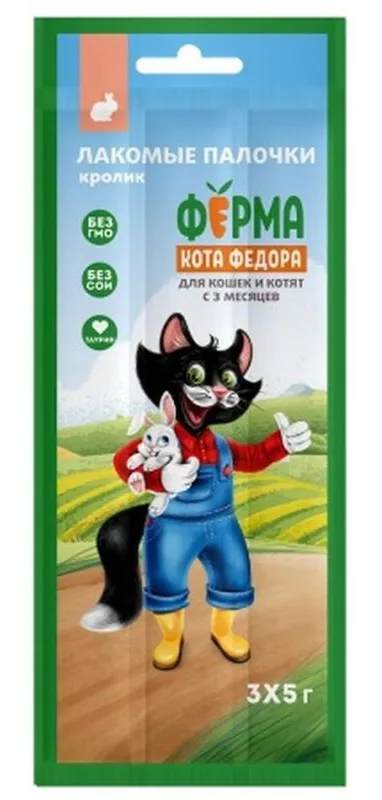 ЛАКОМЫЕ ПАЛОЧКИ
кролик
ФЕРМА
КОТА ФЕДОРА
ДЛЯ КОШЕК И КОТЯТ
С 3 МЕСЯЦЕВ
БЕЗ
ГМО
БЕЗ
СОИ
ТАУРИН
3Х5 г